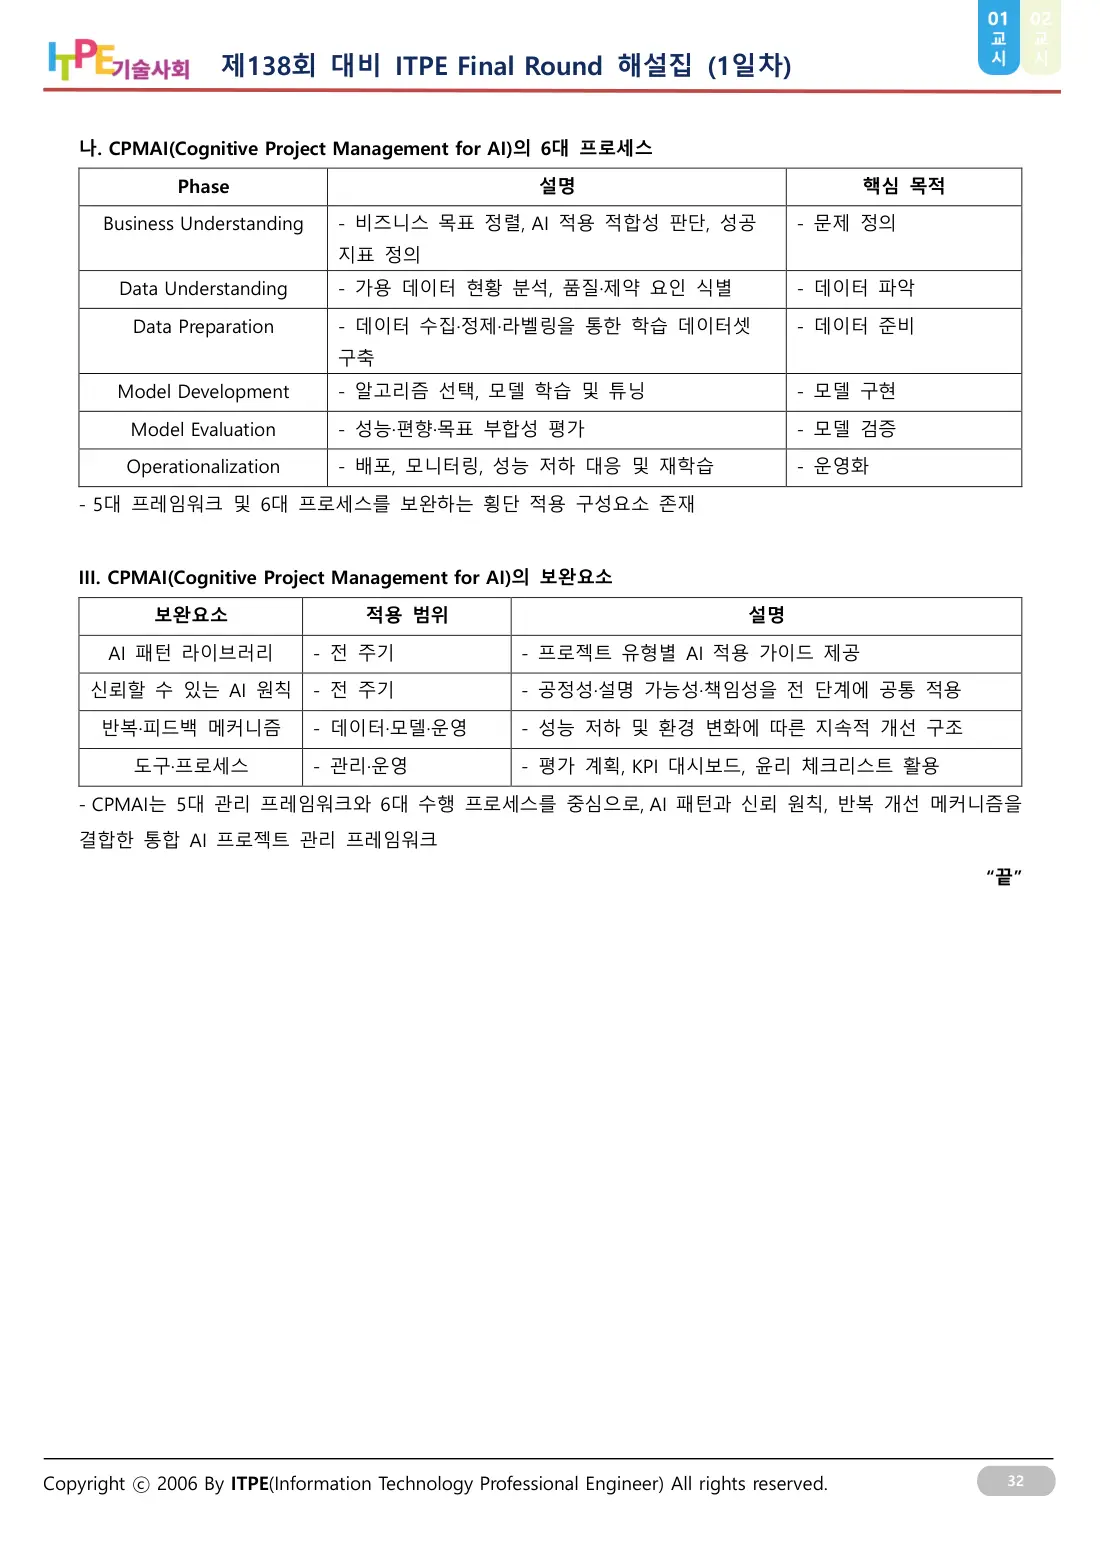 ITPE기술사회 제138회 대비 ITPE Final Round 해설집 (1일차)
01 교시
02 교시
나. CPMAI(Cognitive Project Management for AI)의 6대 프로세스
Phase 설명 핵심 목적
Business Understanding - 비즈니스 목표 정렬, AI 적용 적합성 판단, 성공 - 문제 정의
지표 정의
Data Understanding - 가용 데이터 현황 분석, 품질·제약 요인 식별 - 데이터 파악
Data Preparation - 데이터 수집·정제·라벨링을 통한 학습 데이터셋 - 데이터 준비
구축
Model Development - 알고리즘 선택, 모델 학습 및 튜닝 - 모델 구현
Model Evaluation - 성능·편향·목표 부합성 평가 - 모델 검증
Operationalization - 배포, 모니터링, 성능 저하 대응 및 재학습 - 운영화
- 5대 프레임워크 및 6대 프로세스를 보완하는 횡단 적용 구성요소 존재
III. CPMAI(Cognitive Project Management for AI)의 보완요소
보완요소 적용 범위 설명
AI 패턴 라이브러리 - 전 주기 - 프로젝트 유형별 AI 적용 가이드 제공
신뢰할 수 있는 AI 원칙 - 전 주기 - 공정성·설명 가능성·책임성을 전 단계에 공통 적용
반복·피드백 메커니즘 - 데이터·모델·운영 - 성능 저하 및 환경 변화에 따른 지속적 개선 구조
도구·프로세스 - 관리·운영 - 평가 계획, KPI 대시보드, 윤리 체크리스트 활용
- CPMAI는 5대 관리 프레임워크와 6대 수행 프로세스를 중심으로, AI 패턴과 신뢰 원칙, 반복 개선 메커니즘을
결합한 통합 AI 프로젝트 관리 프레임워크
“끝”
Copyright ⓒ 2006 By ITPE(Information Technology Professional Engineer) All rights reserved. 32